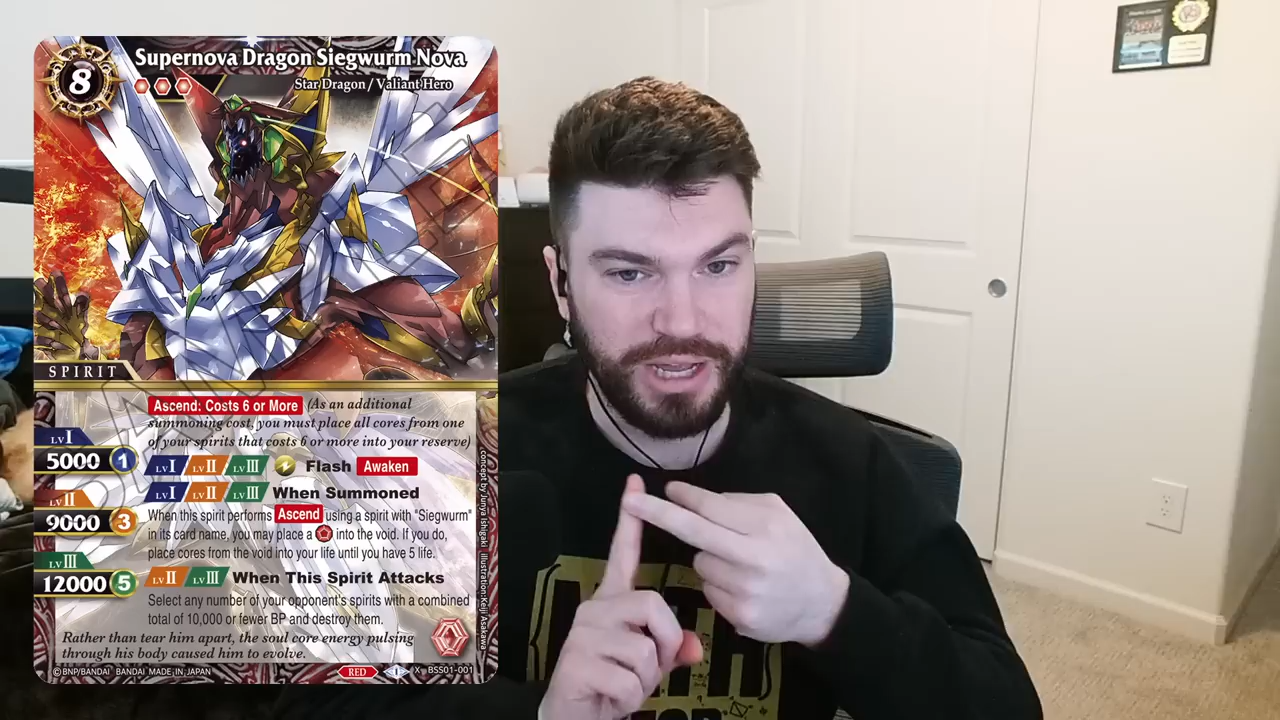 8
Supernova Dragon Siegwurm Nova
Star Dragon / Valiant Hero
SPIRIT
Ascend: Costs 6 or More (As an additional
summoning cost, you must place all cores from one
of your spirits that costs 6 or more into your reserve)
LV I
5000 1
LV I LV II LV III Flash Awaken
LV I LV II LV III When Summoned
LV II
9000 3
When this spirit performs Ascend using a spirit with "Siegwurm"
in its card name, you may place a into the void. If you do,
place cores from the void into your life until you have 5 life.
LV III
12000 5
LV II LV III When This Spirit Attacks
Select any number of your opponent's spirits with a combined
total of 10,000 or fewer BP and destroy them.
Rather than tear him apart, the soul core energy pulsing
through his body caused him to evolve.
concept by Junya Ishigaki illustration:Keiji Asakawa
©BNP/BANDAI BANDAI MADE IN JAPAN
RED 1 X BSS01-001